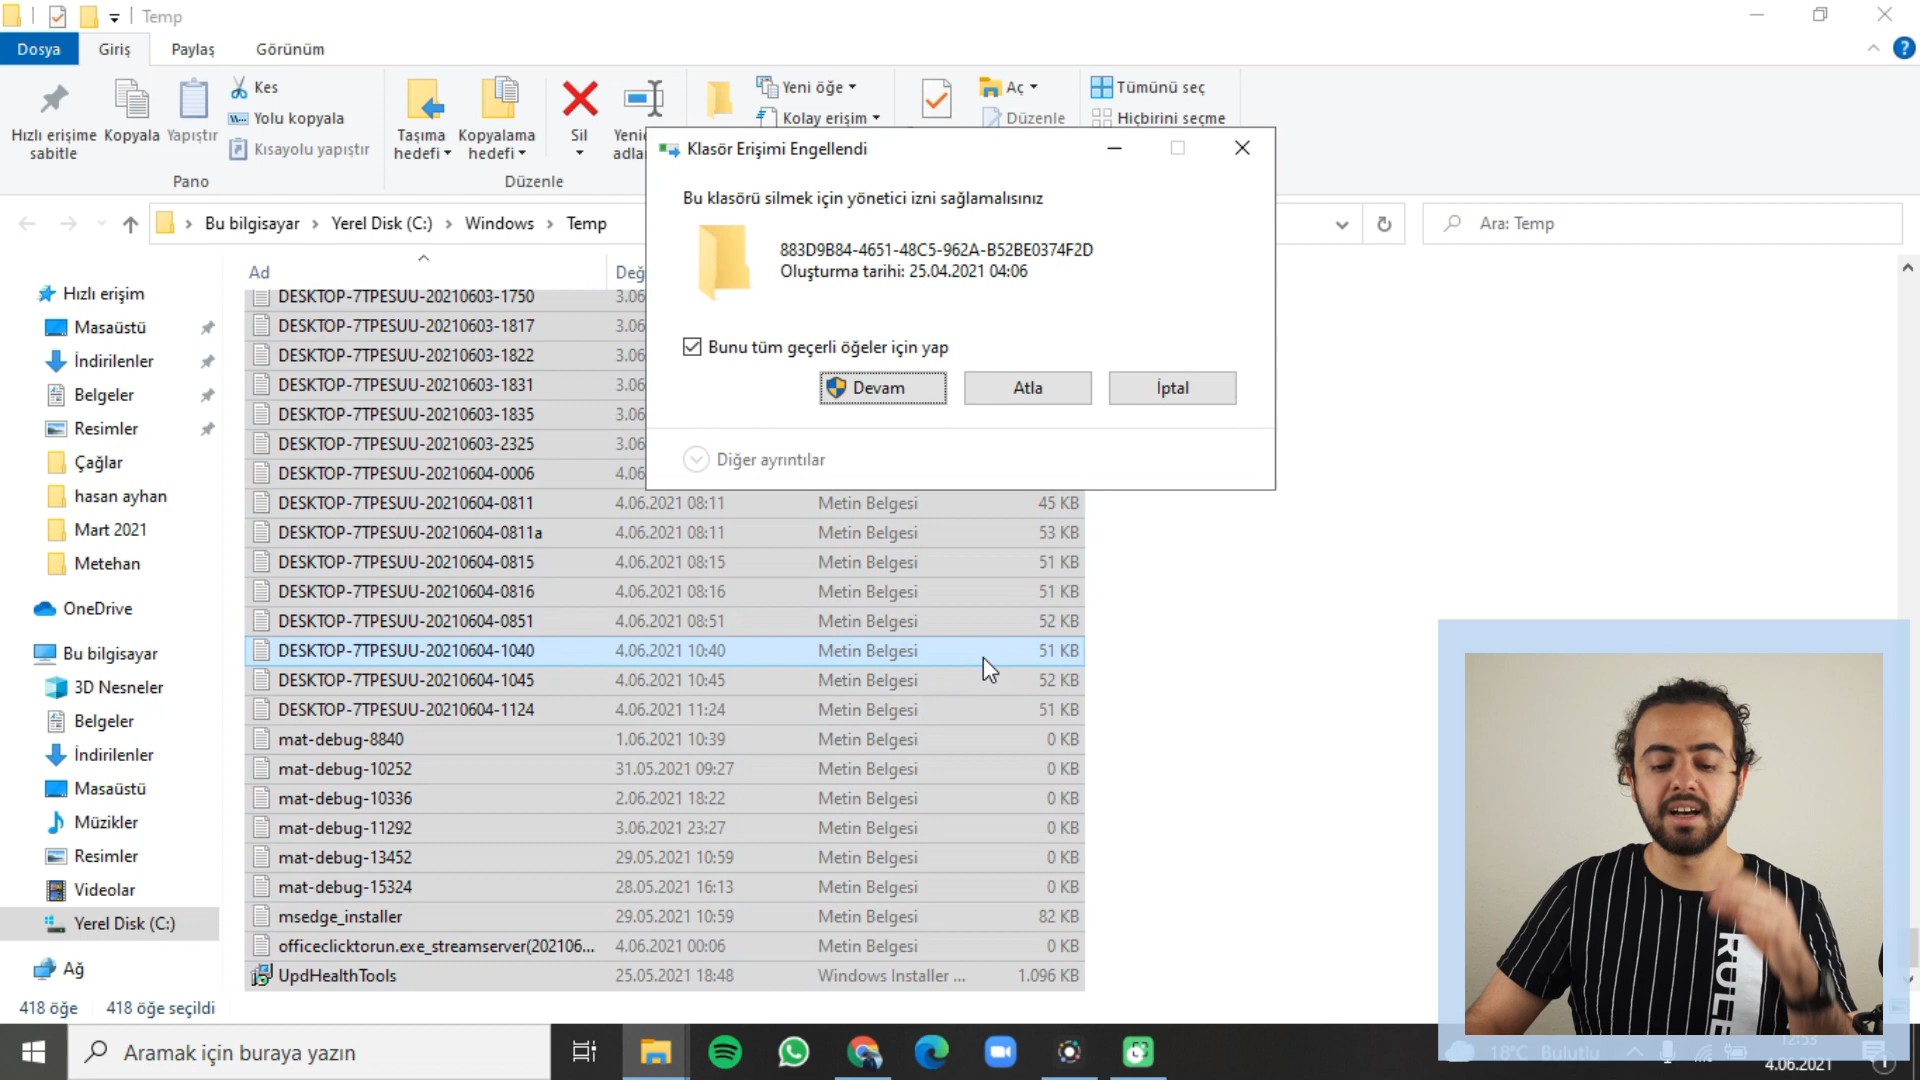 Temp
Dosya
Giriş
Paylaş
Görünüm
Hızlı erişime
sabitle
Kopyala
Yapıştır
Kes
Yolu kopyala
Kısayolu yapıştır
Pano
Taşıma
hedefi
Kopyalama
hedefi
Sil
Düzenle
Yeni öğe
Kolay erişim
Aç
Düzenle
Tümünü seç
Hiçbirini seçme
Bu bilgisayar
Yerel Disk (C:)
Windows
Temp
Ara: Temp
Klasör Erişimi Engellendi
Bu klasörü silmek için yönetici izni sağlamalısınız
883D9B84-4651-48C5-962A-B52BE0374F2D
Oluşturma tarihi: 25.04.2021 04:06
Bunu tüm geçerli öğeler için yap
Devam
Atla
İptal
Diğer ayrıntılar
Hızlı erişim
Masaüstü
İndirilenler
Belgeler
Resimler
Çağlar
hasan ayhan
Mart 2021
Metehan
OneDrive
Bu bilgisayar
3D Nesneler
Belgeler
İndirilenler
Masaüstü
Müzikler
Resimler
Videolar
Yerel Disk (C:)
Ağ
Ad
DESKTOP-7TPESUU-20210603-1750
DESKTOP-7TPESUU-20210603-1817
DESKTOP-7TPESUU-20210603-1822
DESKTOP-7TPESUU-20210603-1831
DESKTOP-7TPESUU-20210603-1835
DESKTOP-7TPESUU-20210603-2325
DESKTOP-7TPESUU-20210604-0006
DESKTOP-7TPESUU-20210604-0811 4.06.2021 08:11 Metin Belgesi 45 KB
DESKTOP-7TPESUU-20210604-0811a 4.06.2021 08:11 Metin Belgesi 53 KB
DESKTOP-7TPESUU-20210604-0815 4.06.2021 08:15 Metin Belgesi 51 KB
DESKTOP-7TPESUU-20210604-0816 4.06.2021 08:16 Metin Belgesi 51 KB
DESKTOP-7TPESUU-20210604-0851 4.06.2021 08:51 Metin Belgesi 52 KB
DESKTOP-7TPESUU-20210604-1040 4.06.2021 10:40 Metin Belgesi 51 KB
DESKTOP-7TPESUU-20210604-1045 4.06.2021 10:45 Metin Belgesi 52 KB
DESKTOP-7TPESUU-20210604-1124 4.06.2021 11:24 Metin Belgesi 51 KB
mat-debug-8840 1.06.2021 10:39 Metin Belgesi 0 KB
mat-debug-10252 31.05.2021 09:27 Metin Belgesi 0 KB
mat-debug-10336 2.06.2021 18:22 Metin Belgesi 0 KB
mat-debug-11292 3.06.2021 23:27 Metin Belgesi 0 KB
mat-debug-13452 29.05.2021 10:59 Metin Belgesi 0 KB
mat-debug-15324 28.05.2021 16:13 Metin Belgesi 0 KB
msedge_installer 29.05.2021 10:59 Metin Belgesi 82 KB
officeclicktorun.exe_streamserver(202106... 4.06.2021 00:06 Metin Belgesi 0 KB
UpdHealthTools 25.05.2021 18:48 Windows Installer ... 1.096 KB
418 öğe
418 öğe seçildi
Aramak için buraya yazın
18°C Bulutlu
12:53
4.06.2021